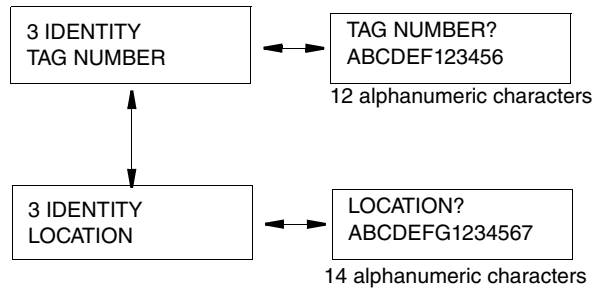 3 IDENTITY
TAG NUMBER
TAG NUMBER?
ABCDEF123456
12 alphanumeric characters
3 IDENTITY
LOCATION
LOCATION?
ABCDEFG1234567
14 alphanumeric characters